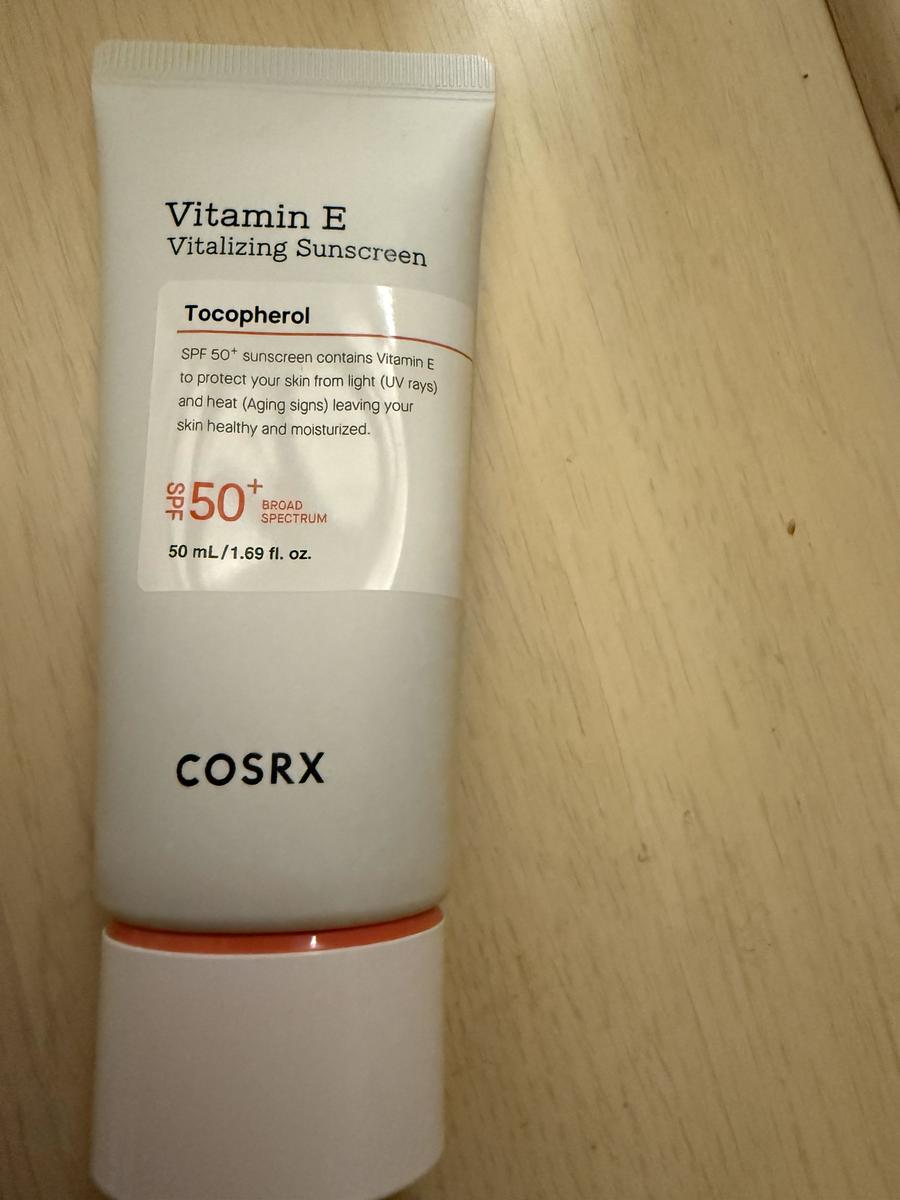 Vitamin E
Vitalizing Sunscreen
Tocopherol
SPF 50+ sunscreen contains Vitamin E
to protect your skin from light (UV rays)
and heat (Aging signs) leaving your
skin healthy and moisturized.
SPF 50+ BROAD
SPECTRUM
50 mL/1.69 fl. oz.
COSRX